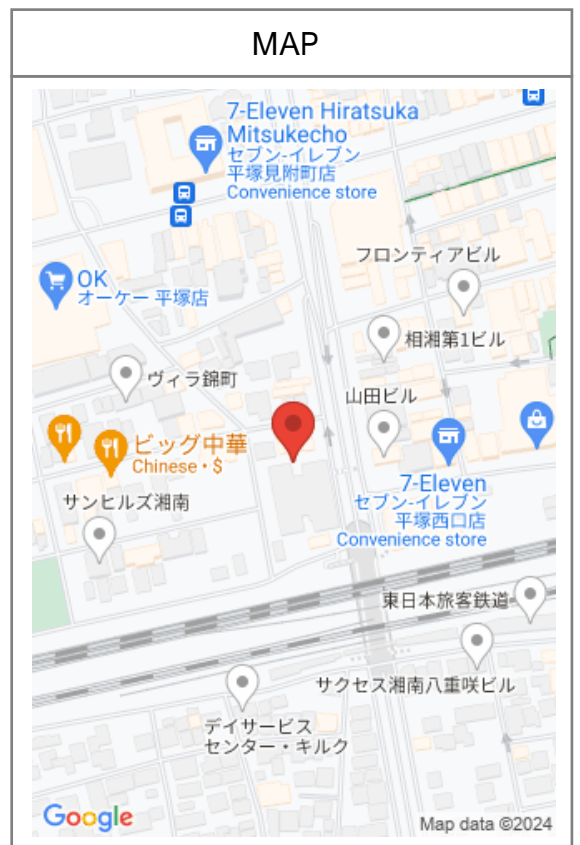 MAP
7-Eleven Hiratsuka
Mitsukecho
セブン-イレブン
平塚見附町店
Convenience store
フロンティアビル
OK
オーケー 平塚店
相湘第1ビル
ヴィラ錦町
山田ビル
ビッグ中華
Chinese・$
7-Eleven
セブン-イレブン
平塚西口店
Convenience store
サンヒルズ湘南
東日本旅客鉄道
サクセス湘南八重咲ビル
デイサービス
センター・キルク
Google
Map data ©2024